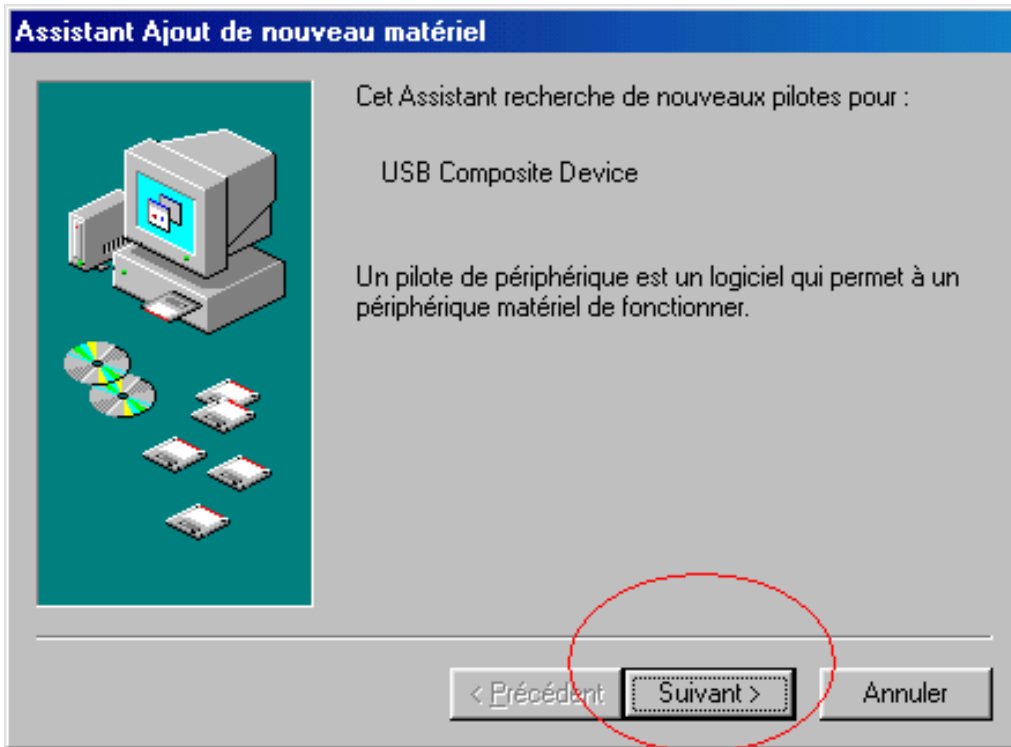 Assistant Ajout de nouveau matériel
Cet Assistant recherche de nouveaux pilotes pour :
USB Composite Device
Un pilote de périphérique est un logiciel qui permet à un
périphérique matériel de fonctionner.
< Précédent
Suivant >
Annuler